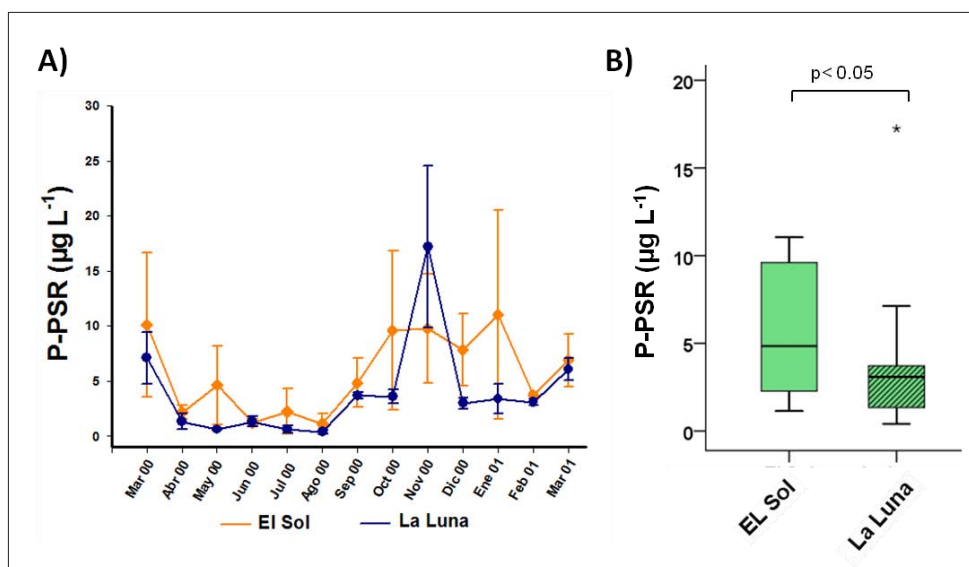 A)
30
25
20
15
10
5
0
P-PSR (µg L-1)
Mar 00
Abr 00
May 00
Jun 00
Jul 00
Ago 00
Sep 00
Oct 00
Nov 00
Dic 00
Ene 01
Feb 01
Mar 01
El Sol
La Luna
B)
p< 0.05
20
15
10
5
0
P-PSR (µg L-1)
*
EL Sol
La Luna